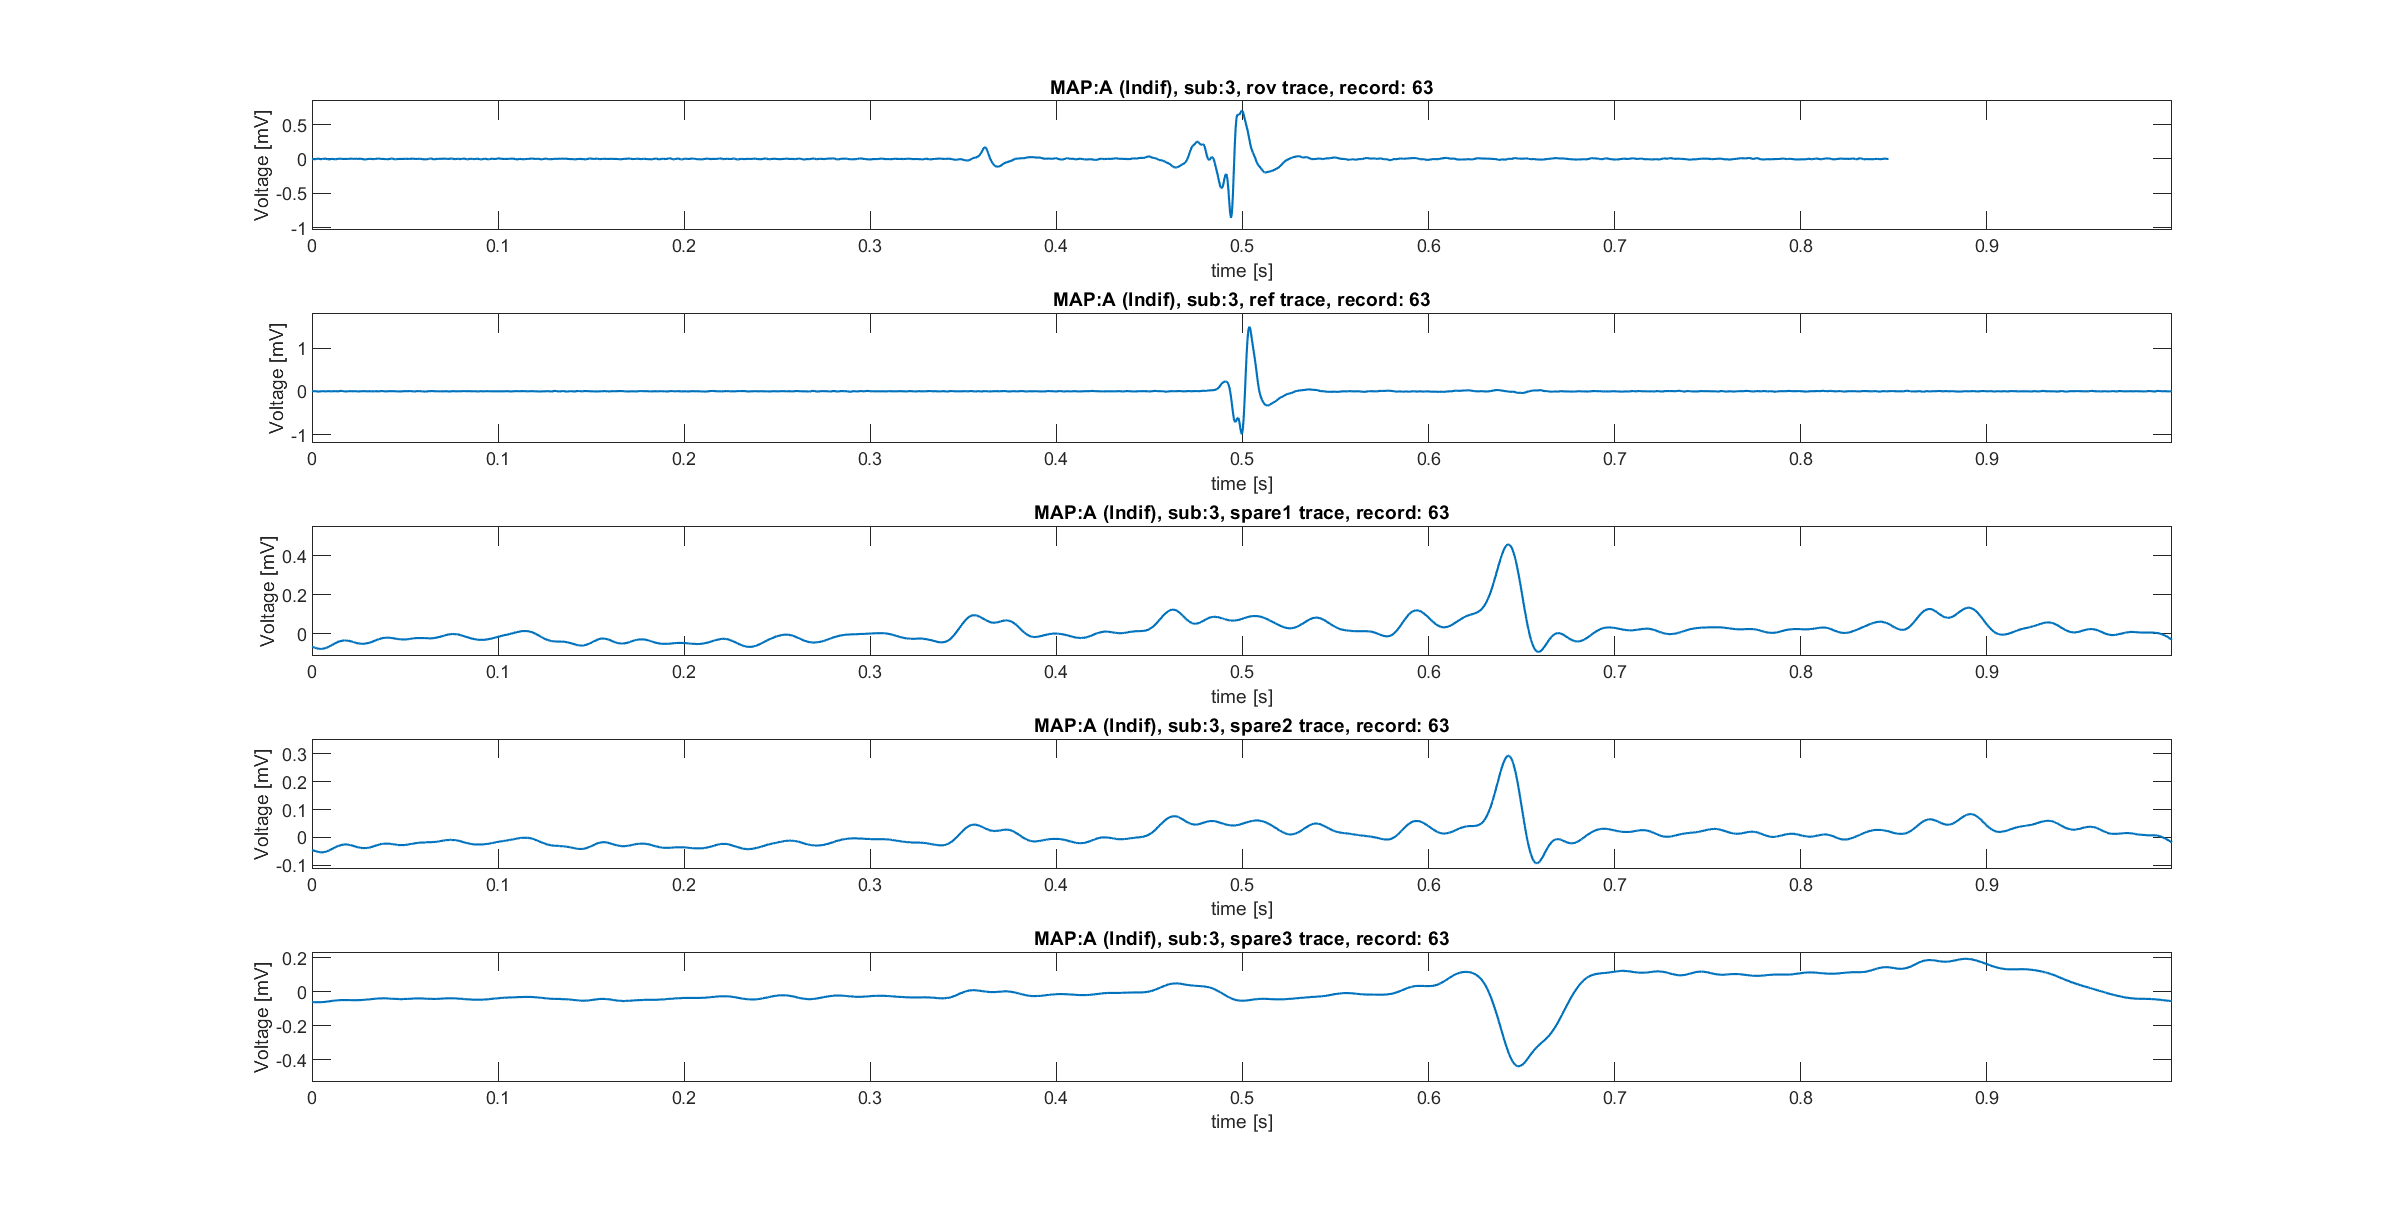 MAP:A (Indif), sub:3, rov trace, record: 63
Voltage [mV]
0.5
0
-0.5
-1
0 0.1 0.2 0.3 0.4 0.5 0.6 0.7 0.8 0.9
time [s]
MAP:A (Indif), sub:3, ref trace, record: 63
Voltage [mV]
1
0
-1
0 0.1 0.2 0.3 0.4 0.5 0.6 0.7 0.8 0.9
time [s]
MAP:A (Indif), sub:3, spare1 trace, record: 63
Voltage [mV]
0.4
0.2
0
0 0.1 0.2 0.3 0.4 0.5 0.6 0.7 0.8 0.9
time [s]
MAP:A (Indif), sub:3, spare2 trace, record: 63
Voltage [mV]
0.3
0.2
0.1
0
-0.1
0 0.1 0.2 0.3 0.4 0.5 0.6 0.7 0.8 0.9
time [s]
MAP:A (Indif), sub:3, spare3 trace, record: 63
Voltage [mV]
0.2
0
-0.2
-0.4
0 0.1 0.2 0.3 0.4 0.5 0.6 0.7 0.8 0.9
time [s]